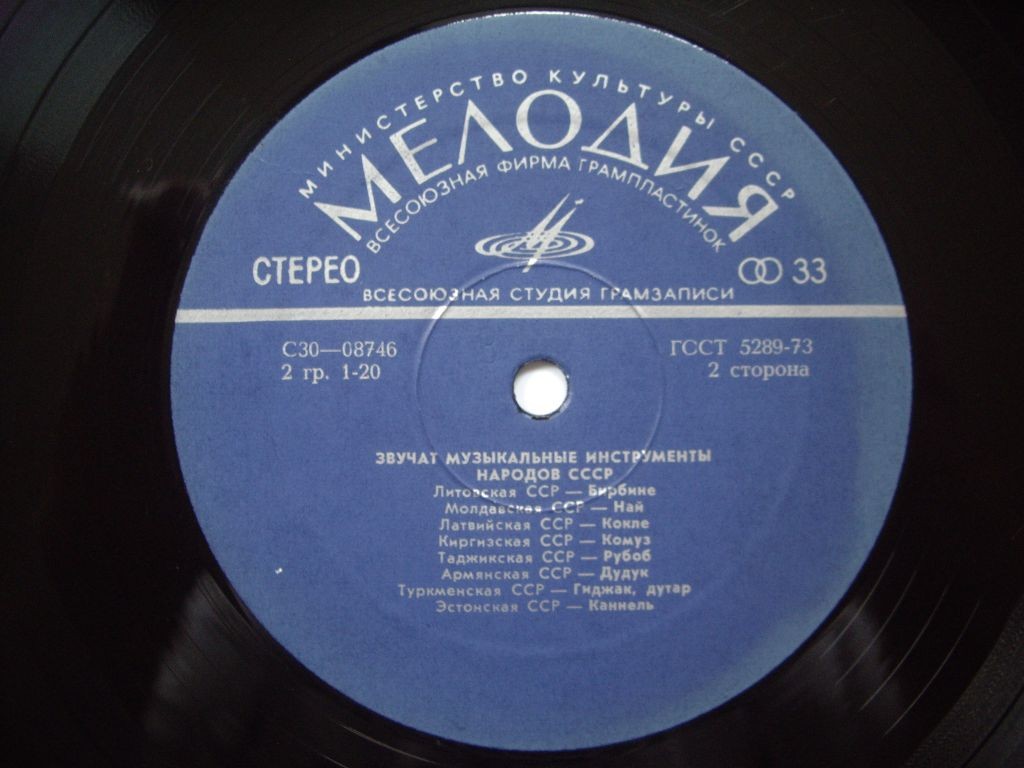 МИНИСТЕРСТВО КУЛЬТУРЫ СССР
МЕЛОДИЯ
ВСЕСОЮЗНАЯ ФИРМА ГРАМПЛАСТИНОК
СТЕРЕО
33
ВСЕСОЮЗНАЯ СТУДИЯ ГРАМЗАПИСИ
С30—08746
ГОСТ 5289-73
2 гр. 1-20
2 сторона
ЗВУЧАТ МУЗЫКАЛЬНЫЕ ИНСТРУМЕНТЫ
НАРОДОВ СССР
Литовская ССР — Бирбине
Молдавская ССР — Най
Латвийская ССР — Кокле
Киргизская ССР — Комуз
Таджикская ССР — Рубоб
Армянская ССР — Дудук
Туркменская ССР — Гиджак, дутар
Эстонская ССР — Каннель